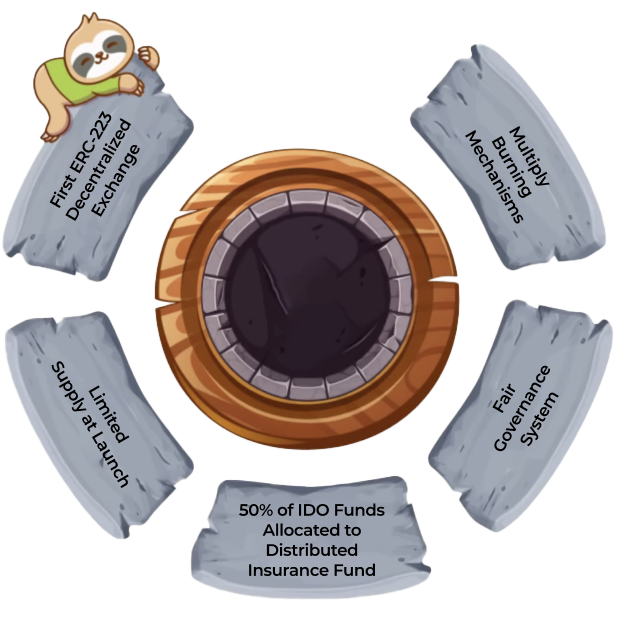 First ERC-223
Decentralized
Exchange
Multiply
Burning
Mechanisms
Limited
Supply at Launch
Fair
Governance
System
50% of IDO Funds
Allocated to
Distributed
Insurance Fund